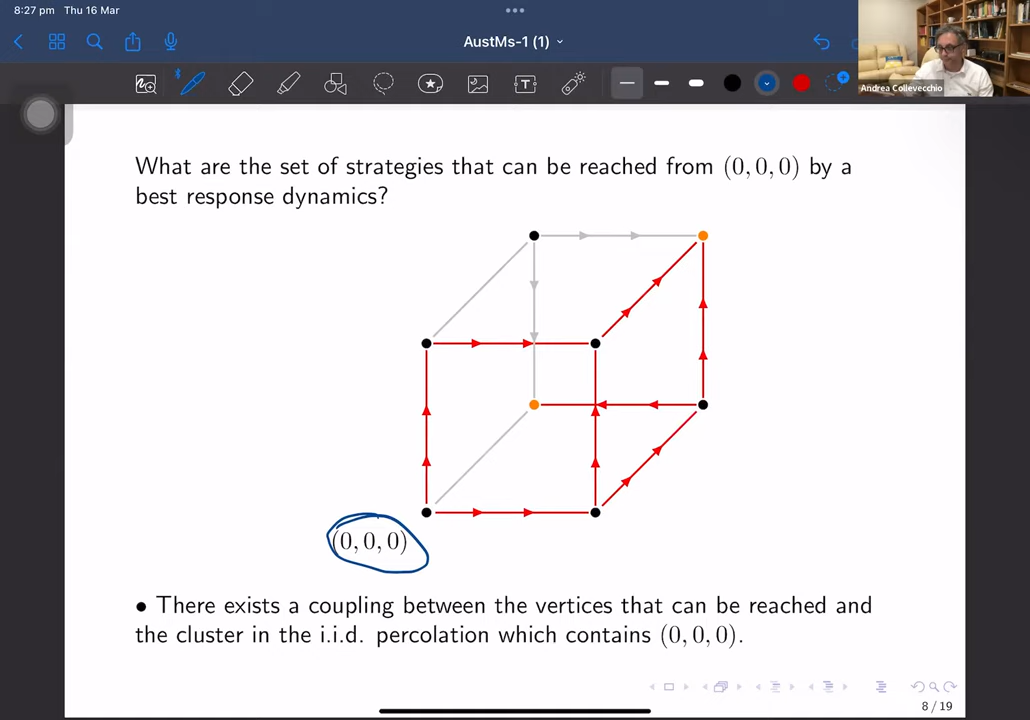 8:27 pm Thu 16 Mar
AustMs-1 (1)
T
Andrea Collevecchio
What are the set of strategies that can be reached from (0, 0, 0) by a
best response dynamics?
(0, 0, 0)
• There exists a coupling between the vertices that can be reached and
the cluster in the i.i.d. percolation which contains (0, 0, 0).
8 / 19